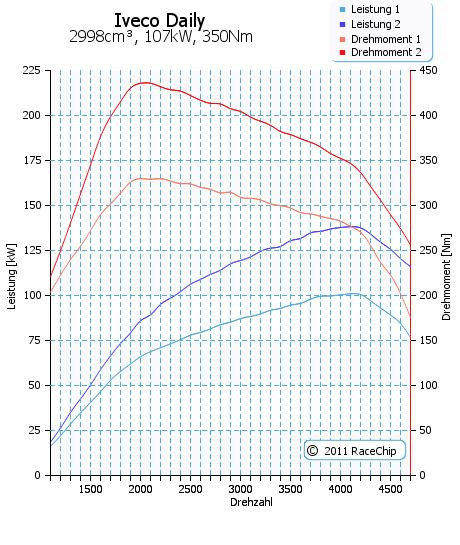 Iveco Daily
2998cm³, 107kW, 350Nm
Leistung 1
Leistung 2
Drehmoment 1
Drehmoment 2
225
200
175
150
125
100
75
50
25
0
Leistung [kW]
450
400
350
300
250
200
150
100
50
0
Drehmoment [Nm]
1500 2000 2500 3000 3500 4000 4500
Drehzahl
© 2011 RaceChip